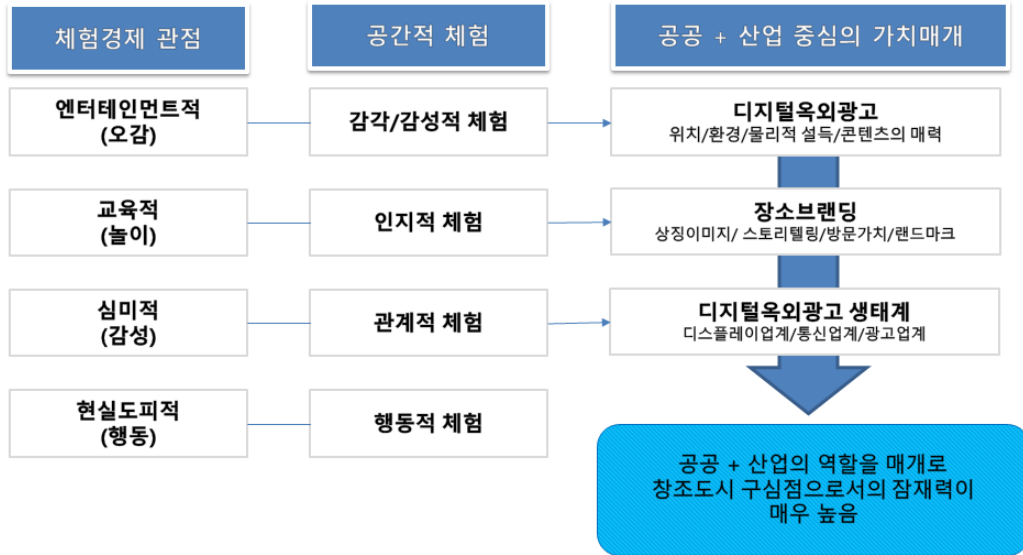 체험경제 관점
공간적 체험
공공 + 산업 중심의 가치매개
엔터테인먼트적
(오감)
감각/감성적 체험
디지털옥외광고
위치/환경/물리적 설득/콘텐츠의 매력
교육적
(놀이)
인지적 체험
장소브랜딩
상징이미지/ 스토리텔링/방문가치/랜드마크
심미적
(감성)
관계적 체험
디지털옥외광고 생태계
디스플레이업계/통신업계/광고업계
현실도피적
(행동)
행동적 체험
공공 + 산업의 역할을 매개로
창조도시 구심점으로서의 잠재력이
매우 높음